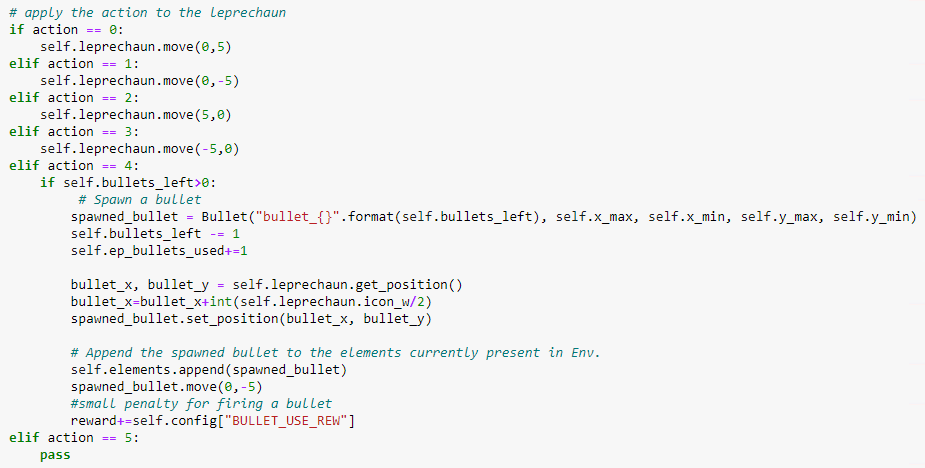 # apply the action to the leprechaun
if action == 0:
    self.leprechaun.move(0,5)
elif action == 1:
    self.leprechaun.move(0,-5)
elif action == 2:
    self.leprechaun.move(5,0)
elif action == 3:
    self.leprechaun.move(-5,0)
elif action == 4:
    if self.bullets_left>0:
         # Spawn a bullet
        spawned_bullet = Bullet("bullet_{}".format(self.bullets_left), self.x_max, self.x_min, self.y_max, self.y_min)
        self.bullets_left -= 1
        self.ep_bullets_used+=1

        bullet_x, bullet_y = self.leprechaun.get_position()
        bullet_x=bullet_x+int(self.leprechaun.icon_w/2)
        spawned_bullet.set_position(bullet_x, bullet_y)

        # Append the spawned bullet to the elements currently present in Env.
        self.elements.append(spawned_bullet)
        spawned_bullet.move(0,-5)
        #small penalty for firing a bullet
        reward+=self.config["BULLET_USE_REW"]
elif action == 5:
    pass